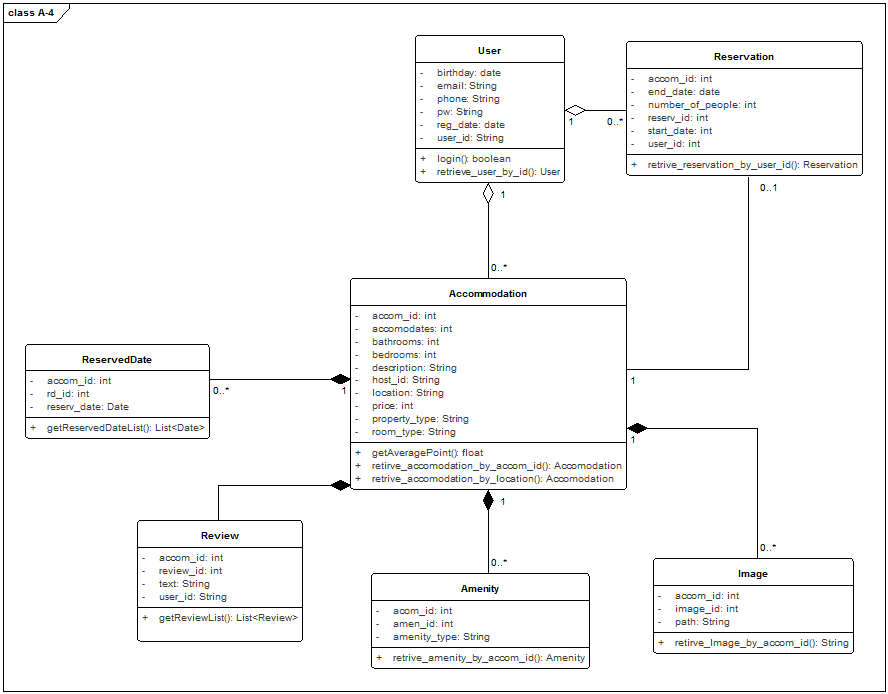 class A-4
User
- birthday: date
- email: String
- phone: String
- pw: String
- reg_date: date
- user_id: String
+ login(): boolean
+ retrieve_user_by_id(): User
Reservation
- accom_id: int
- end_date: date
- number_of_people: int
- reserv_id: int
- start_date: int
- user_id: int
+ retrive_reservation_by_user_id(): Reservation
1
0..*
1
0..*
0..1
1
Accommodation
- accom_id: int
- accomodates: int
- bathrooms: int
- bedrooms: int
- description: String
- host_id: String
- location: String
- price: int
- property_type: String
- room_type: String
+ getAveragePoint(): float
+ retirve_accomodation_by_accom_id(): Accomodation
+ retrive_accomodation_by_location(): Accomodation
ReservedDate
- accom_id: int
- rd_id: int
- reserv_date: Date
+ getReservedDateList(): List<Date>
0..*
1
1
0..*
1
0..*
Review
- accom_id: int
- review_id: int
- text: String
- user_id: String
+ getReviewList(): List<Review>
Amenity
- acom_id: int
- amen_id: int
- amenity_type: String
+ retrive_amenity_by_accom_id(): Amenity
Image
- accom_id: int
- image_id: int
- path: String
+ retirve_Image_by_accom_id(): String